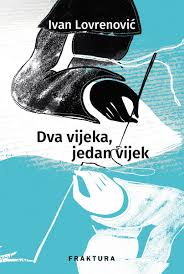 Ivan Lovrenović
Dva vijeka,
jedan vijek
FRAKTURA